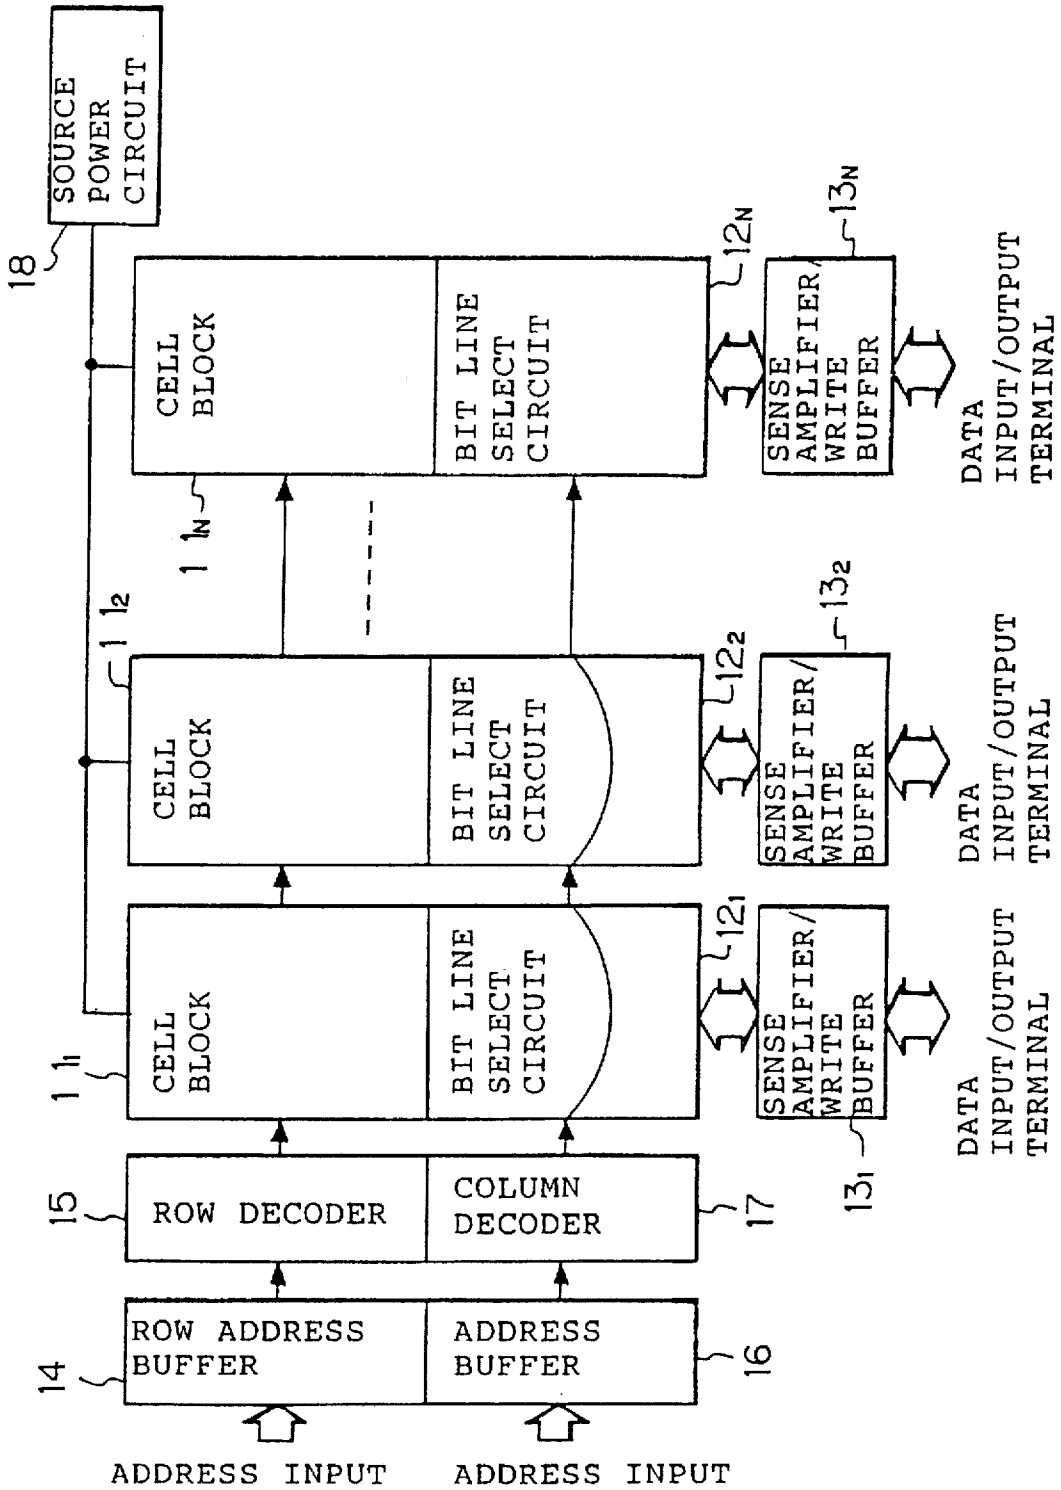 18
SOURCE
POWER
CIRCUIT
11₁
CELL
BLOCK
11₂
CELL
BLOCK
11N
CELL
BLOCK
15
ROW DECODER
14
ROW ADDRESS
BUFFER
ADDRESS INPUT
BIT LINE
SELECT
CIRCUIT
12₁
BIT LINE
SELECT
CIRCUIT
12₂
BIT LINE
SELECT
CIRCUIT
12N
COLUMN
DECODER
17
ADDRESS
BUFFER
16
ADDRESS INPUT
SENSE
AMPLIFIER/
WRITE
BUFFER
13₁
SENSE
AMPLIFIER/
WRITE
BUFFER
13₂
SENSE
AMPLIFIER/
WRITE
BUFFER
13N
DATA
INPUT/OUTPUT
TERMINAL
DATA
INPUT/OUTPUT
TERMINAL
DATA
INPUT/OUTPUT
TERMINAL